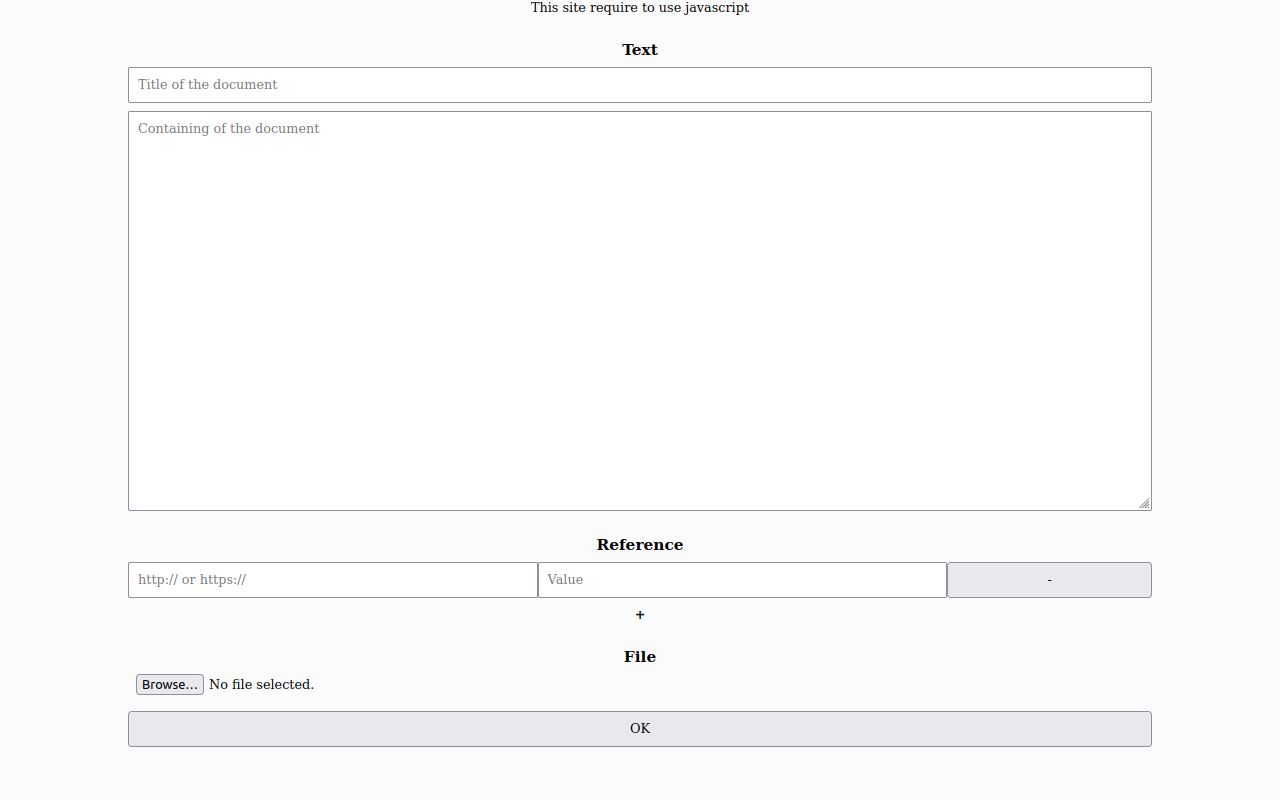 This site require to use javascript
Text
Title of the document
Containing of the document
Reference
http:// or https:// Value -
+
File
Browse... No file selected.
OK